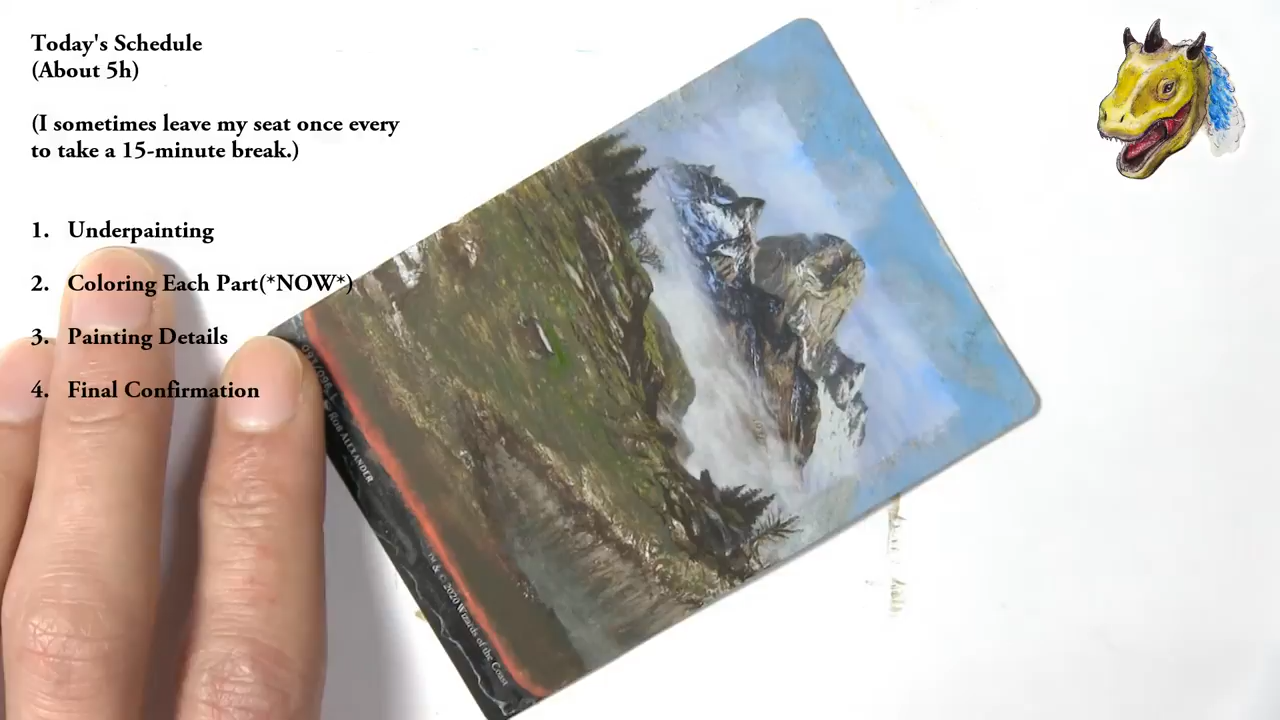 Today's Schedule
(About 5h)
(I sometimes leave my seat once every
to take a 15-minute break.)
1. Underpainting
2. Coloring Each Part(*NOW*)
3. Painting Details
4. Final Confirmation
L
Rob Alexander
™ & © 2020 Wizards of the Coast